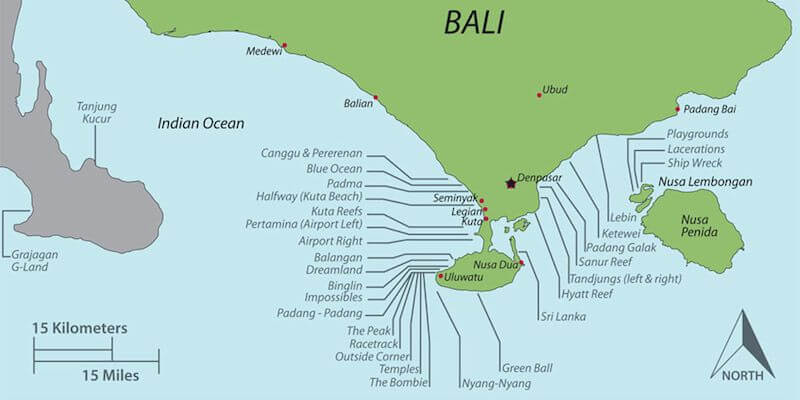 BALI
Medewi
Ubud
Balian
Tanjung
Kucur
Padang Bai
Indian Ocean
Playgrounds
Lacerations
Ship Wreck
Canggu & Pererenan
Blue Ocean
Padma
Halfway (Kuta Beach)
Kuta Reefs
Pertamina (Airport Left)
Airport Right
Balangan
Dreamland
Binglin
Impossibles
Padang - Padang
The Peak
Racetrack
Outside Corner
Temples
The Bombie
Denpasar
Seminyak
Legian
Kuta
Nusa Lembongan
Nusa
Penida
Lebin
Ketewei
Padang Galak
Sanur Reef
Tandjungs (left & right)
Hyatt Reef
Sri Lanka
Nusa Dua
Uluwatu
Green Ball
Nyang-Nyang
Grajagan
G-Land
15 Kilometers
15 Miles
NORTH